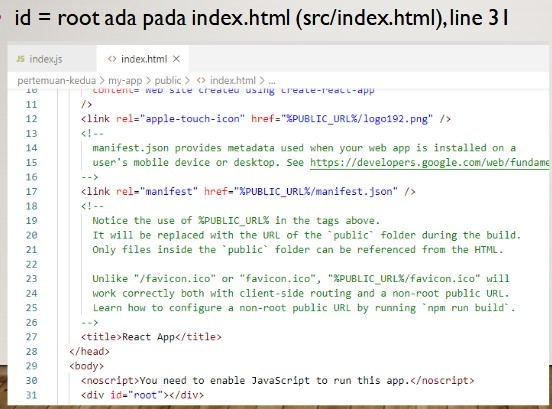 • id = root ada pada index.html (src/index.html), line 31
JS index.js <> index.html ×
pertemuan-kedua > my-app > public > <> index.html > ...
10 content="Web site created using create-react-app"
11 />
12 <link rel="apple-touch-icon" href="%PUBLIC_URL%/logo192.png" />
13 <!--
14 manifest.json provides metadata used when your web app is installed on a
15 user's mobile device or desktop. See https://developers.google.com/web/fundame
16 -->
17 <link rel="manifest" href="%PUBLIC_URL%/manifest.json" />
18 <!--
19 Notice the use of %PUBLIC_URL% in the tags above.
20 It will be replaced with the URL of the `public` folder during the build.
21 Only files inside the `public` folder can be referenced from the HTML.
22
23 Unlike "/favicon.ico" or "favicon.ico", "%PUBLIC_URL%/favicon.ico" will
24 work correctly both with client-side routing and a non-root public URL.
25 Learn how to configure a non-root public URL by running `npm run build`.
26 -->
27 <title>React App</title>
28 </head>
29 <body>
30 <noscript>You need to enable JavaScript to run this app.</noscript>
31 <div id="root"></div>